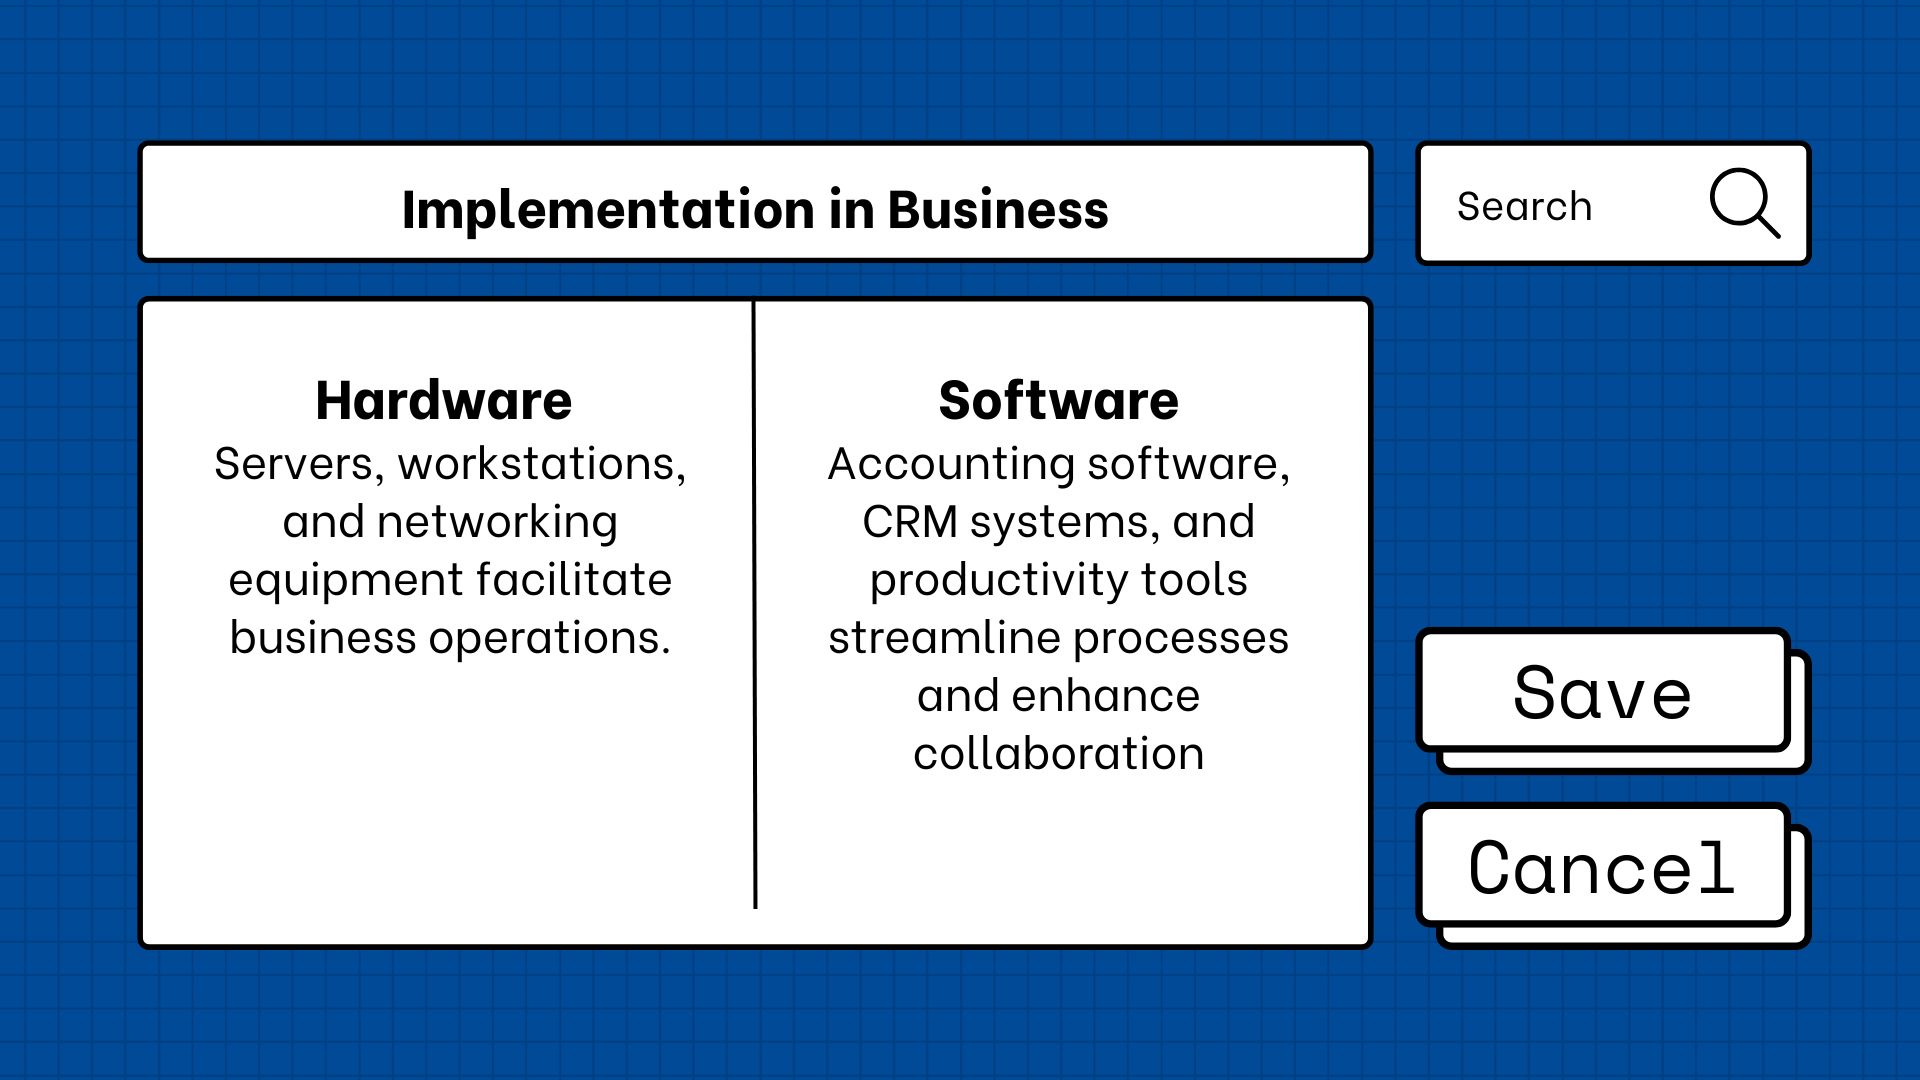 Implementation in Business
Search
Hardware
Servers, workstations,
and networking
equipment facilitate
business operations.
Software
Accounting software,
CRM systems, and
productivity tools
streamline processes
and enhance
collaboration
Save
Cancel